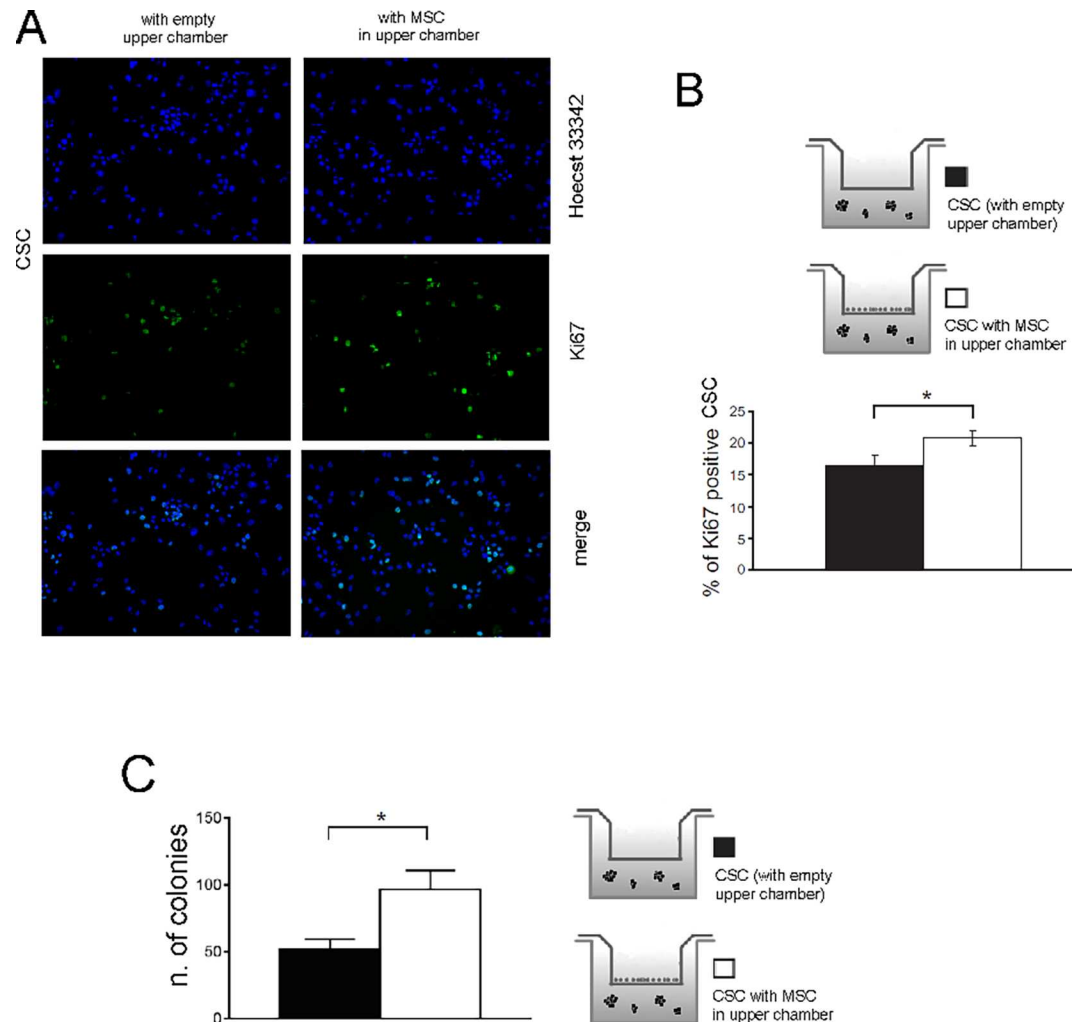 A
with empty
upper chamber
with MSC
in upper chamber
CSC
Hoecst 33342
Ki67
merge
B
CSC (with empty
upper chamber)
CSC with MSC
in upper chamber
% of Ki67 positive CSC
25
20
15
10
5
0
*
C
n. of colonies
150
100
50
0
*
CSC (with empty
upper chamber)
CSC with MSC
in upper chamber